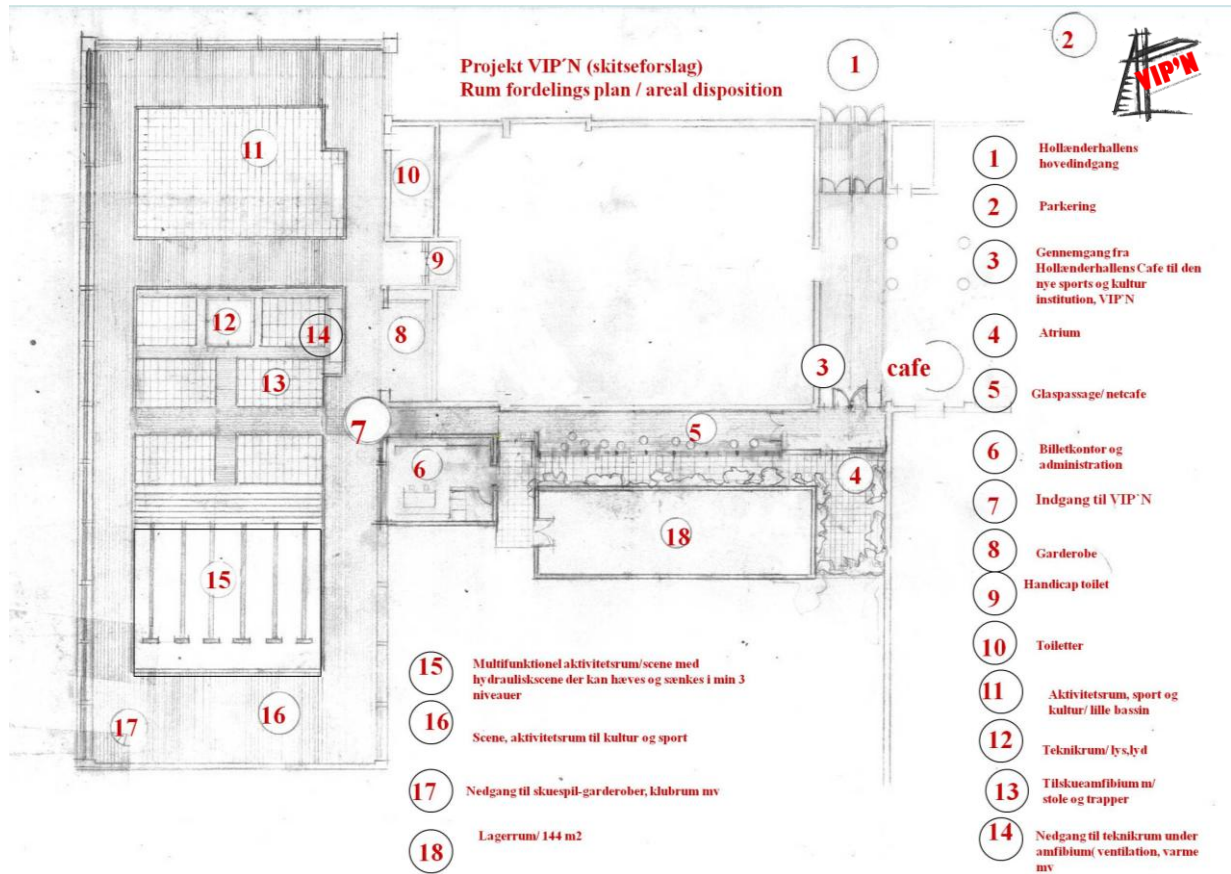 Projekt VIP´N (skitseforslag)
Rum fordelings plan / areal disposition
1
2
VIP'N
11
10
9
12
14
8
13
3
cafe
7
5
6
4
18
15
16
17
1
Hollænderhallens
hovedindgang
2
Parkering
3
Gennemgang fra
Hollænderhallens Cafe til den
nye sports og kultur
institution, VIP'N
4
Atrium
5
Glaspassage/ netcafe
6
Billetkontor og
administration
7
Indgang til VIP´N
8
Garderobe
9
Handicap toilet
10
Toiletter
11
Aktivitetsrum, sport og
kultur/ lille bassin
12
Teknikrum/ lys,lyd
13
Tilskueamfibium m/
stole og trapper
14
Nedgang til teknikrum under
amfibium( ventilation, varme
mv
15
Multifunktionel aktivitetsrum/scene med
hydrauliskscene der kan hæves og sænkes i min 3
niveauer
16
Scene, aktivitetsrum til kultur og sport
17
Nedgang til skuespil-garderober, klubrum mv
18
Lagerrum/ 144 m2